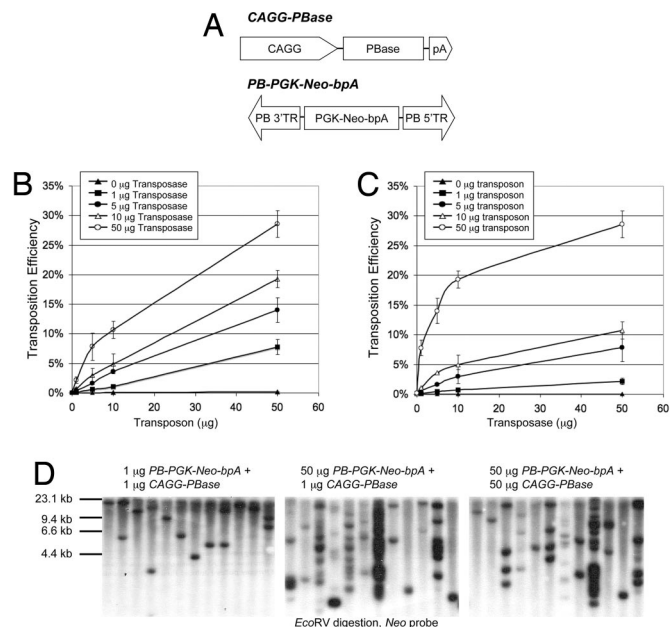 A
CAGG-PBase
CAGG
PBase
pA
PB-PGK-Neo-bpA
PB 3'TR
PGK-Neo-bpA
PB 5'TR
B
35%
30%
25%
20%
15%
10%
5%
0%
Transposition Efficiency
0 µg Transposase
1 µg Transposase
5 µg Transposase
10 µg Transposase
50 µg Transposase
0 10 20 30 40 50 60
Transposon (µg)
C
35%
30%
25%
20%
15%
10%
5%
0%
Transposition Efficiency
0 µg transposon
1 µg transposon
5 µg transposon
10 µg transposon
50 µg transposon
0 10 20 30 40 50 60
Transposase (µg)
D
1 µg PB-PGK-Neo-bpA +
1 µg CAGG-PBase
50 µg PB-PGK-Neo-bpA +
1 µg CAGG-PBase
50 µg PB-PGK-Neo-bpA +
50 µg CAGG-PBase
23.1 kb
9.4 kb
6.6 kb
4.4 kb
EcoRV digestion, Neo probe